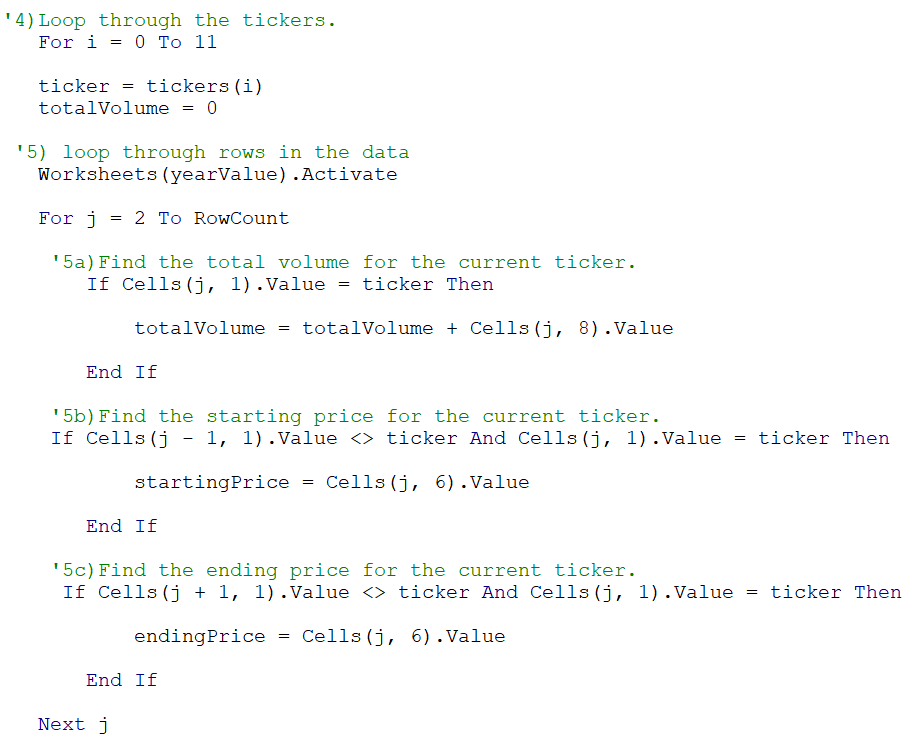 '4)Loop through the tickers.
For i = 0 To 11
ticker = tickers(i)
totalVolume = 0
'5) loop through rows in the data
Worksheets(yearValue).Activate
For j = 2 To RowCount
'5a)Find the total volume for the current ticker.
If Cells(j, 1).Value = ticker Then
totalVolume = totalVolume + Cells(j, 8).Value
End If
'5b)Find the starting price for the current ticker.
If Cells(j - 1, 1).Value <> ticker And Cells(j, 1).Value = ticker Then
startingPrice = Cells(j, 6).Value
End If
'5c)Find the ending price for the current ticker.
If Cells(j + 1, 1).Value <> ticker And Cells(j, 1).Value = ticker Then
endingPrice = Cells(j, 6).Value
End If
Next j